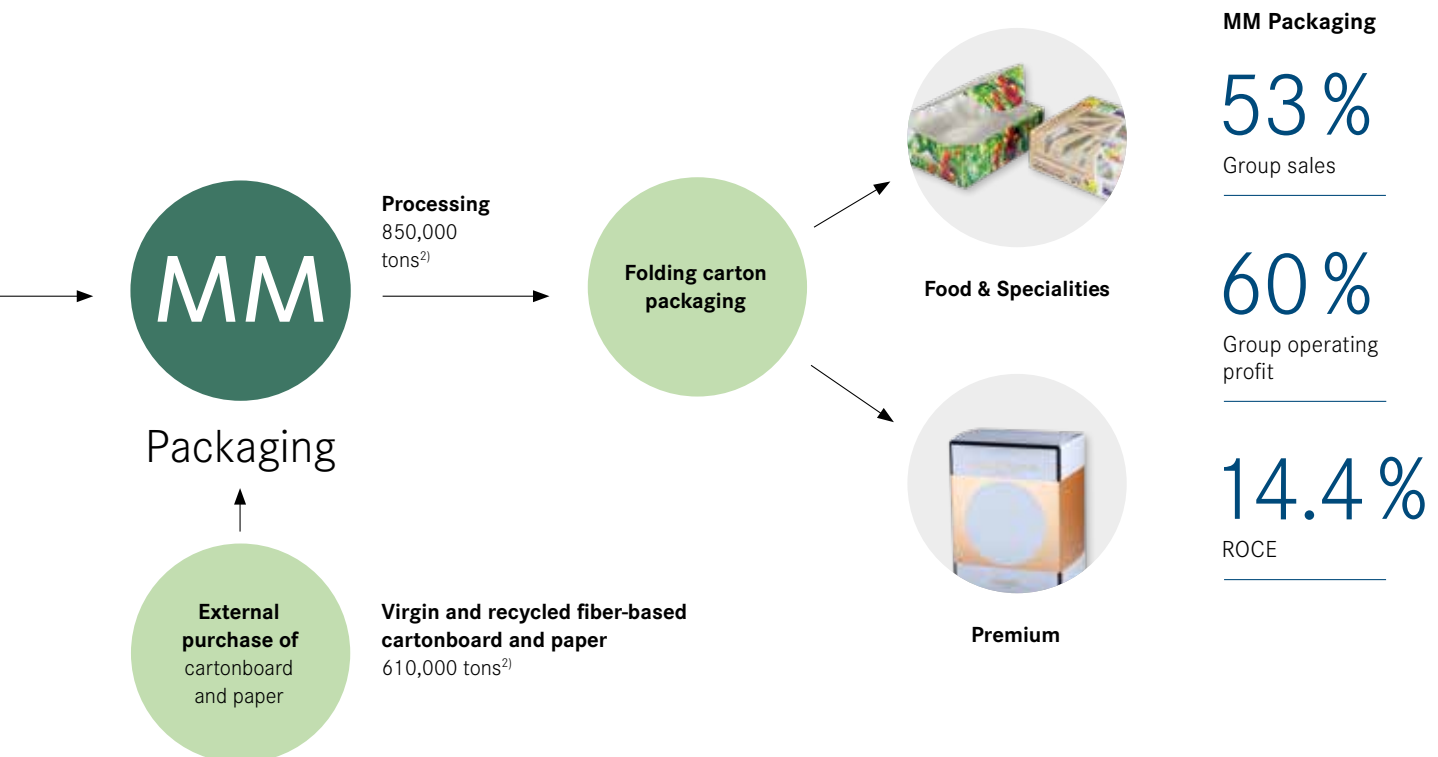 MM
Packaging
Processing
850,000
tons2)
Folding carton
packaging
External
purchase of
cartonboard
and paper
Virgin and recycled fiber-based
cartonboard and paper
610,000 tons2)
Food & Specialities
Premium
MM Packaging
53 %
Group sales
60 %
Group operating
profit
14.4 %
ROCE